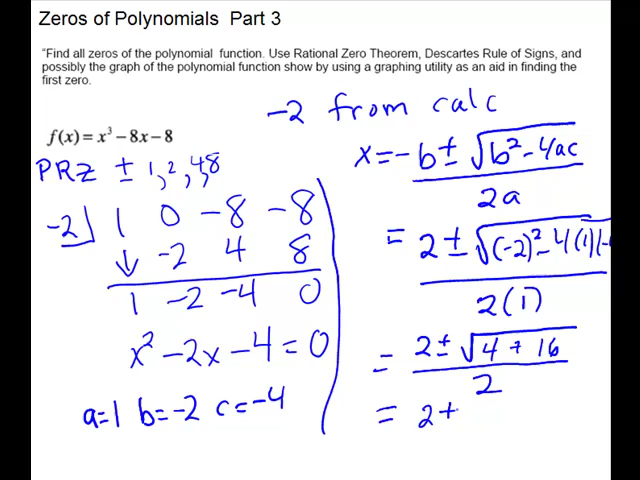 Zeros of Polynomials Part 3
"Find all zeros of the polynomial function. Use Rational Zero Theorem, Descartes Rule of Signs, and
possibly the graph of the polynomial function show by using a graphing utility as an aid in finding the
first zero.
-2 from calc
f(x) = x³ − 8x − 8
PRZ ± 1, 2, 4, 8
-2 | 1 0 -8 -8
↓ -2 4 8
1 -2 -4 0
x² - 2x - 4 = 0
a=1 b=-2 c=-4
x = -b ± √(b² - 4ac)
2a
= 2 ± √((-2)² - 4(1)(-
2(1)
= 2 ± √(4 + 16)
2
= 2 ±